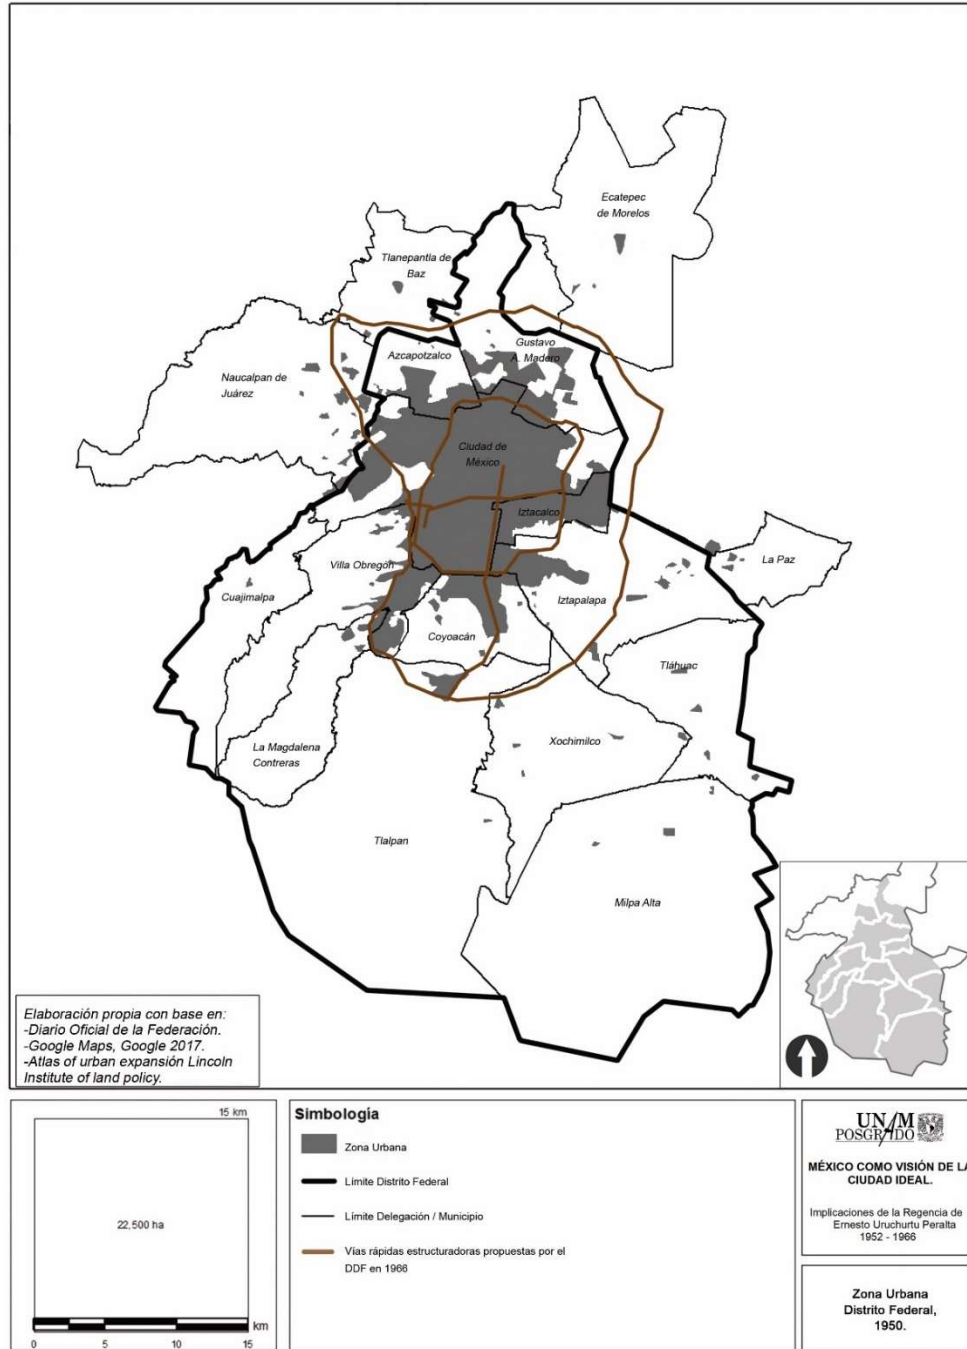 Ecatepec
de Morelos
Tlanepantla de
Baz
Gustavo
A. Madero
Azcapotzalco
Naucalpan de
Juárez
Ciudad de
México
Iztacalco
La Paz
Villa Obregón
Cuajimalpa
Iztapalapa
Coyoacán
Tláhuac
La Magdalena
Contreras
Xochimilco
Tlalpan
Milpa Alta
Elaboración propia con base en:
-Diario Oficial de la Federación.
-Google Maps, Google 2017.
-Atlas of urban expansión Lincoln
Institute of land policy.
15 km
22,500 ha
km
0 5 10 15
Simbología
Zona Urbana
Límite Distrito Federal
Límite Delegación / Municipio
Vías rápidas estructuradoras propuestas por el
DDF en 1966
UNAM
POSGRADO
MÉXICO COMO VISIÓN DE LA
CIUDAD IDEAL.
Implicaciones de la Regencia de
Ernesto Uruchurtu Peralta
1952 - 1966
Zona Urbana
Distrito Federal,
1950.